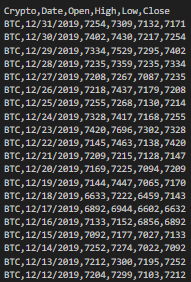 Crypto,Date,Open,High,Low,Close
BTC,12/31/2019,7254,7309,7132,7171
BTC,12/30/2019,7402,7430,7217,7254
BTC,12/29/2019,7334,7529,7295,7402
BTC,12/28/2019,7235,7359,7235,7334
BTC,12/27/2019,7208,7267,7087,7235
BTC,12/26/2019,7218,7437,7179,7208
BTC,12/25/2019,7255,7268,7130,7214
BTC,12/24/2019,7328,7417,7168,7255
BTC,12/23/2019,7420,7696,7302,7328
BTC,12/22/2019,7145,7463,7138,7420
BTC,12/21/2019,7209,7215,7128,7147
BTC,12/20/2019,7169,7225,7094,7209
BTC,12/19/2019,7144,7447,7065,7170
BTC,12/18/2019,6633,7222,6459,7143
BTC,12/17/2019,6892,6944,6602,6632
BTC,12/16/2019,7133,7152,6856,6892
BTC,12/15/2019,7092,7177,7027,7133
BTC,12/14/2019,7252,7274,7022,7092
BTC,12/13/2019,7212,7300,7195,7252
BTC,12/12/2019,7204,7299,7103,7212